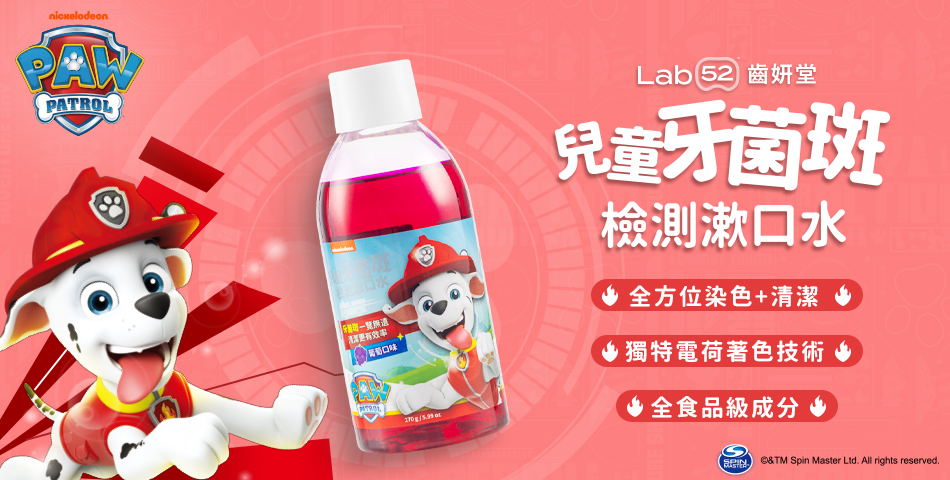 nickelodeon
PAW
PATROL
Lab 52 齒妍堂
兒童牙菌斑
檢測漱口水
全方位染色+清潔
獨特電荷著色技術
全食品級成分
nickelodeon
牙菌斑一覽無遺
清潔更有效率
葡萄口味
PAW
PATROL
170 g / 5.99 oz
SPIN
MASTER
©&TM Spin Master Ltd. All rights reserved.